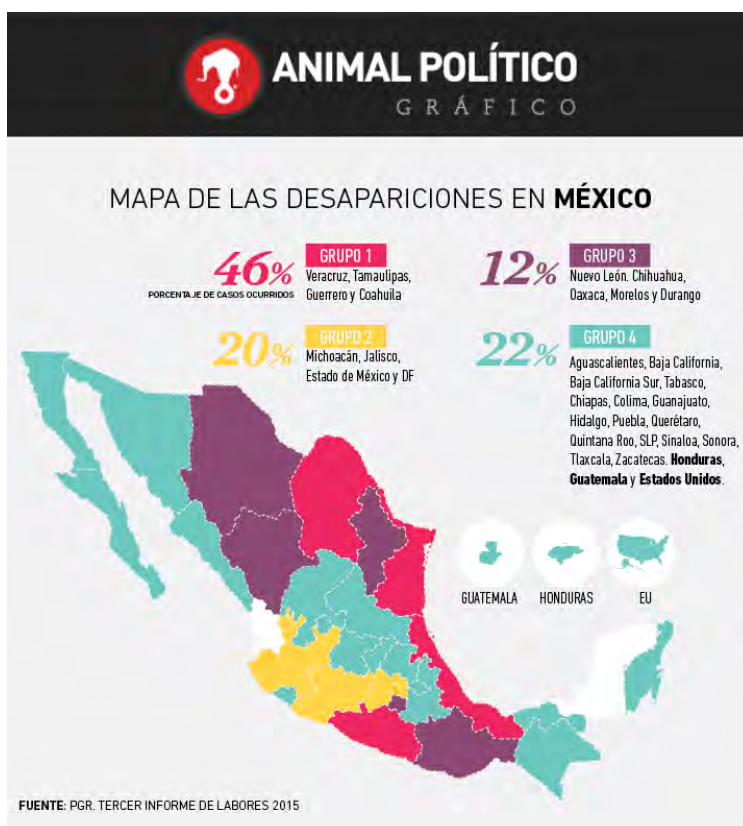 ANIMAL POLÍTICO
GRÁFICO
MAPA DE LAS DESAPARICIONES EN MÉXICO
46%
PORCENTAJE DE CASOS OCURRIDOS
GRUPO 1
Veracruz, Tamaulipas,
Guerrero y Coahuila
12%
GRUPO 3
Nuevo León. Chihuahua,
Oaxaca, Morelos y Durango
20%
GRUPO 2
Michoacán, Jalisco,
Estado de México y DF
22%
GRUPO 4
Aguascalientes, Baja California,
Baja California Sur, Tabasco,
Chiapas, Colima, Guanajuato,
Hidalgo, Puebla, Querétaro,
Quintana Roo, SLP, Sinaloa, Sonora,
Tlaxcala, Zacatecas. Honduras,
Guatemala y Estados Unidos.
GUATEMALA
HONDURAS
EU
FUENTE: PGR. TERCER INFORME DE LABORES 2015